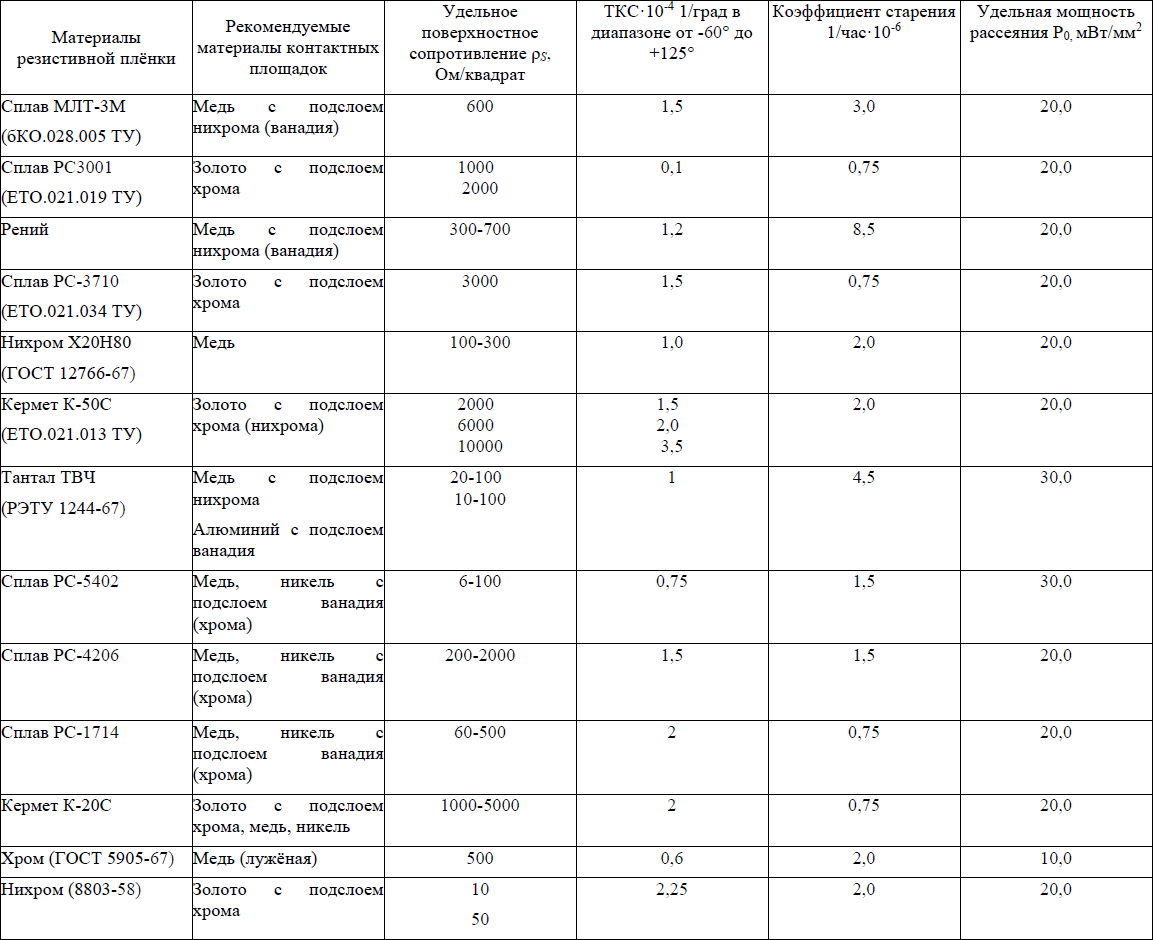 Материалы
резистивной плёнки
Рекомендуемые
материалы контактных
площадок
Удельное
поверхностное
сопротивление ρS,
Ом/квадрат
ТКС·10-4 1/град в
диапазоне от -60° до
+125°
Коэффициент старения
1/час·10-6
Удельная мощность
рассеяния P0, мВт/мм2
Сплав МЛТ-3М
(бКО.028.005 ТУ)
Медь с подслоем
нихрома (ванадия)
600
1,5
3,0
20,0
Сплав РС3001
(ЕТО.021.019 ТУ)
Золото с подслоем
хрома
1000
2000
0,1
0,75
20,0
Рений
Медь с подслоем
нихрома (ванадия)
300-700
1,2
8,5
20,0
Сплав РС-3710
(ЕТО.021.034 ТУ)
Золото с подслоем
хрома
3000
1,5
0,75
20,0
Нихром Х20Н80
(ГОСТ 12766-67)
Медь
100-300
1,0
2,0
20,0
Кермет К-50С
(ЕТО.021.013 ТУ)
Золото с подслоем
хрома (нихрома)
2000
6000
10000
1,5
2,0
3,5
2,0
20,0
Тантал ТВЧ
(РЭТУ 1244-67)
Медь с подслоем
нихрома
Алюминий с подслоем
ванадия
20-100
10-100
1
4,5
30,0
Сплав РС-5402
Медь, никель с
подслоем ванадия
(хрома)
6-100
0,75
1,5
30,0
Сплав РС-4206
Медь, никель с
подслоем ванадия
(хрома)
200-2000
1,5
1,5
20,0
Сплав РС-1714
Медь, никель с
подслоем ванадия
(хрома)
60-500
2
0,75
20,0
Кермет К-20С
Золото с подслоем
хрома, медь, никель
1000-5000
2
0,75
20,0
Хром (ГОСТ 5905-67)
Медь (лужёная)
500
0,6
2,0
10,0
Нихром (8803-58)
Золото с подслоем
хрома
10
50
2,25
2,0
20,0